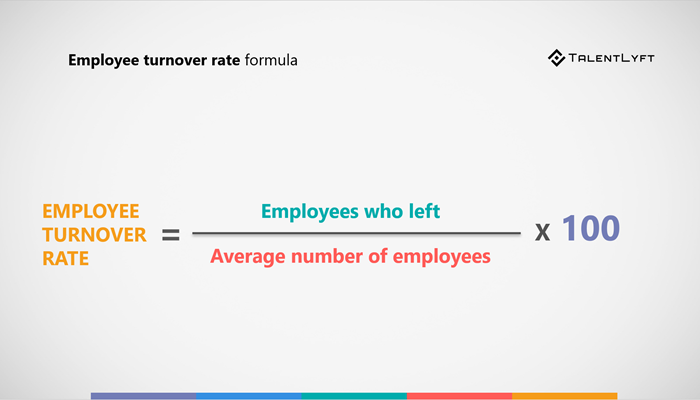 Employee turnover rate formula
TALENTLYFT
EMPLOYEE
TURNOVER
RATE
=
Employees who left
Average number of employees
x 100